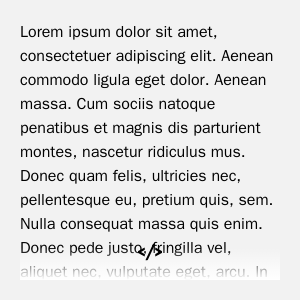 Lorem ipsum dolor sit amet,
consectetuer adipiscing elit. Aenean
commodo ligula eget dolor. Aenean
massa. Cum sociis natoque
penatibus et magnis dis parturient
montes, nascetur ridiculus mus.
Donec quam felis, ultricies nec,
pellentesque eu, pretium quis, sem.
Nulla consequat massa quis enim.
Donec pede justo, fringilla vel,
aliquet nec, vulputate eget, arcu. In